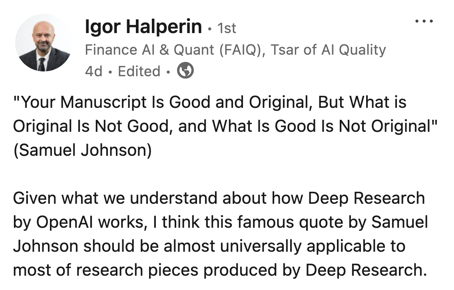 Igor Halperin · 1st
Finance AI & Quant (FAIQ), Tsar of AI Quality
4d · Edited ·
"Your Manuscript Is Good and Original, But What is
Original Is Not Good, and What Is Good Is Not Original"
(Samuel Johnson)
Given what we understand about how Deep Research
by OpenAI works, I think this famous quote by Samuel
Johnson should be almost universally applicable to
most of research pieces produced by Deep Research.